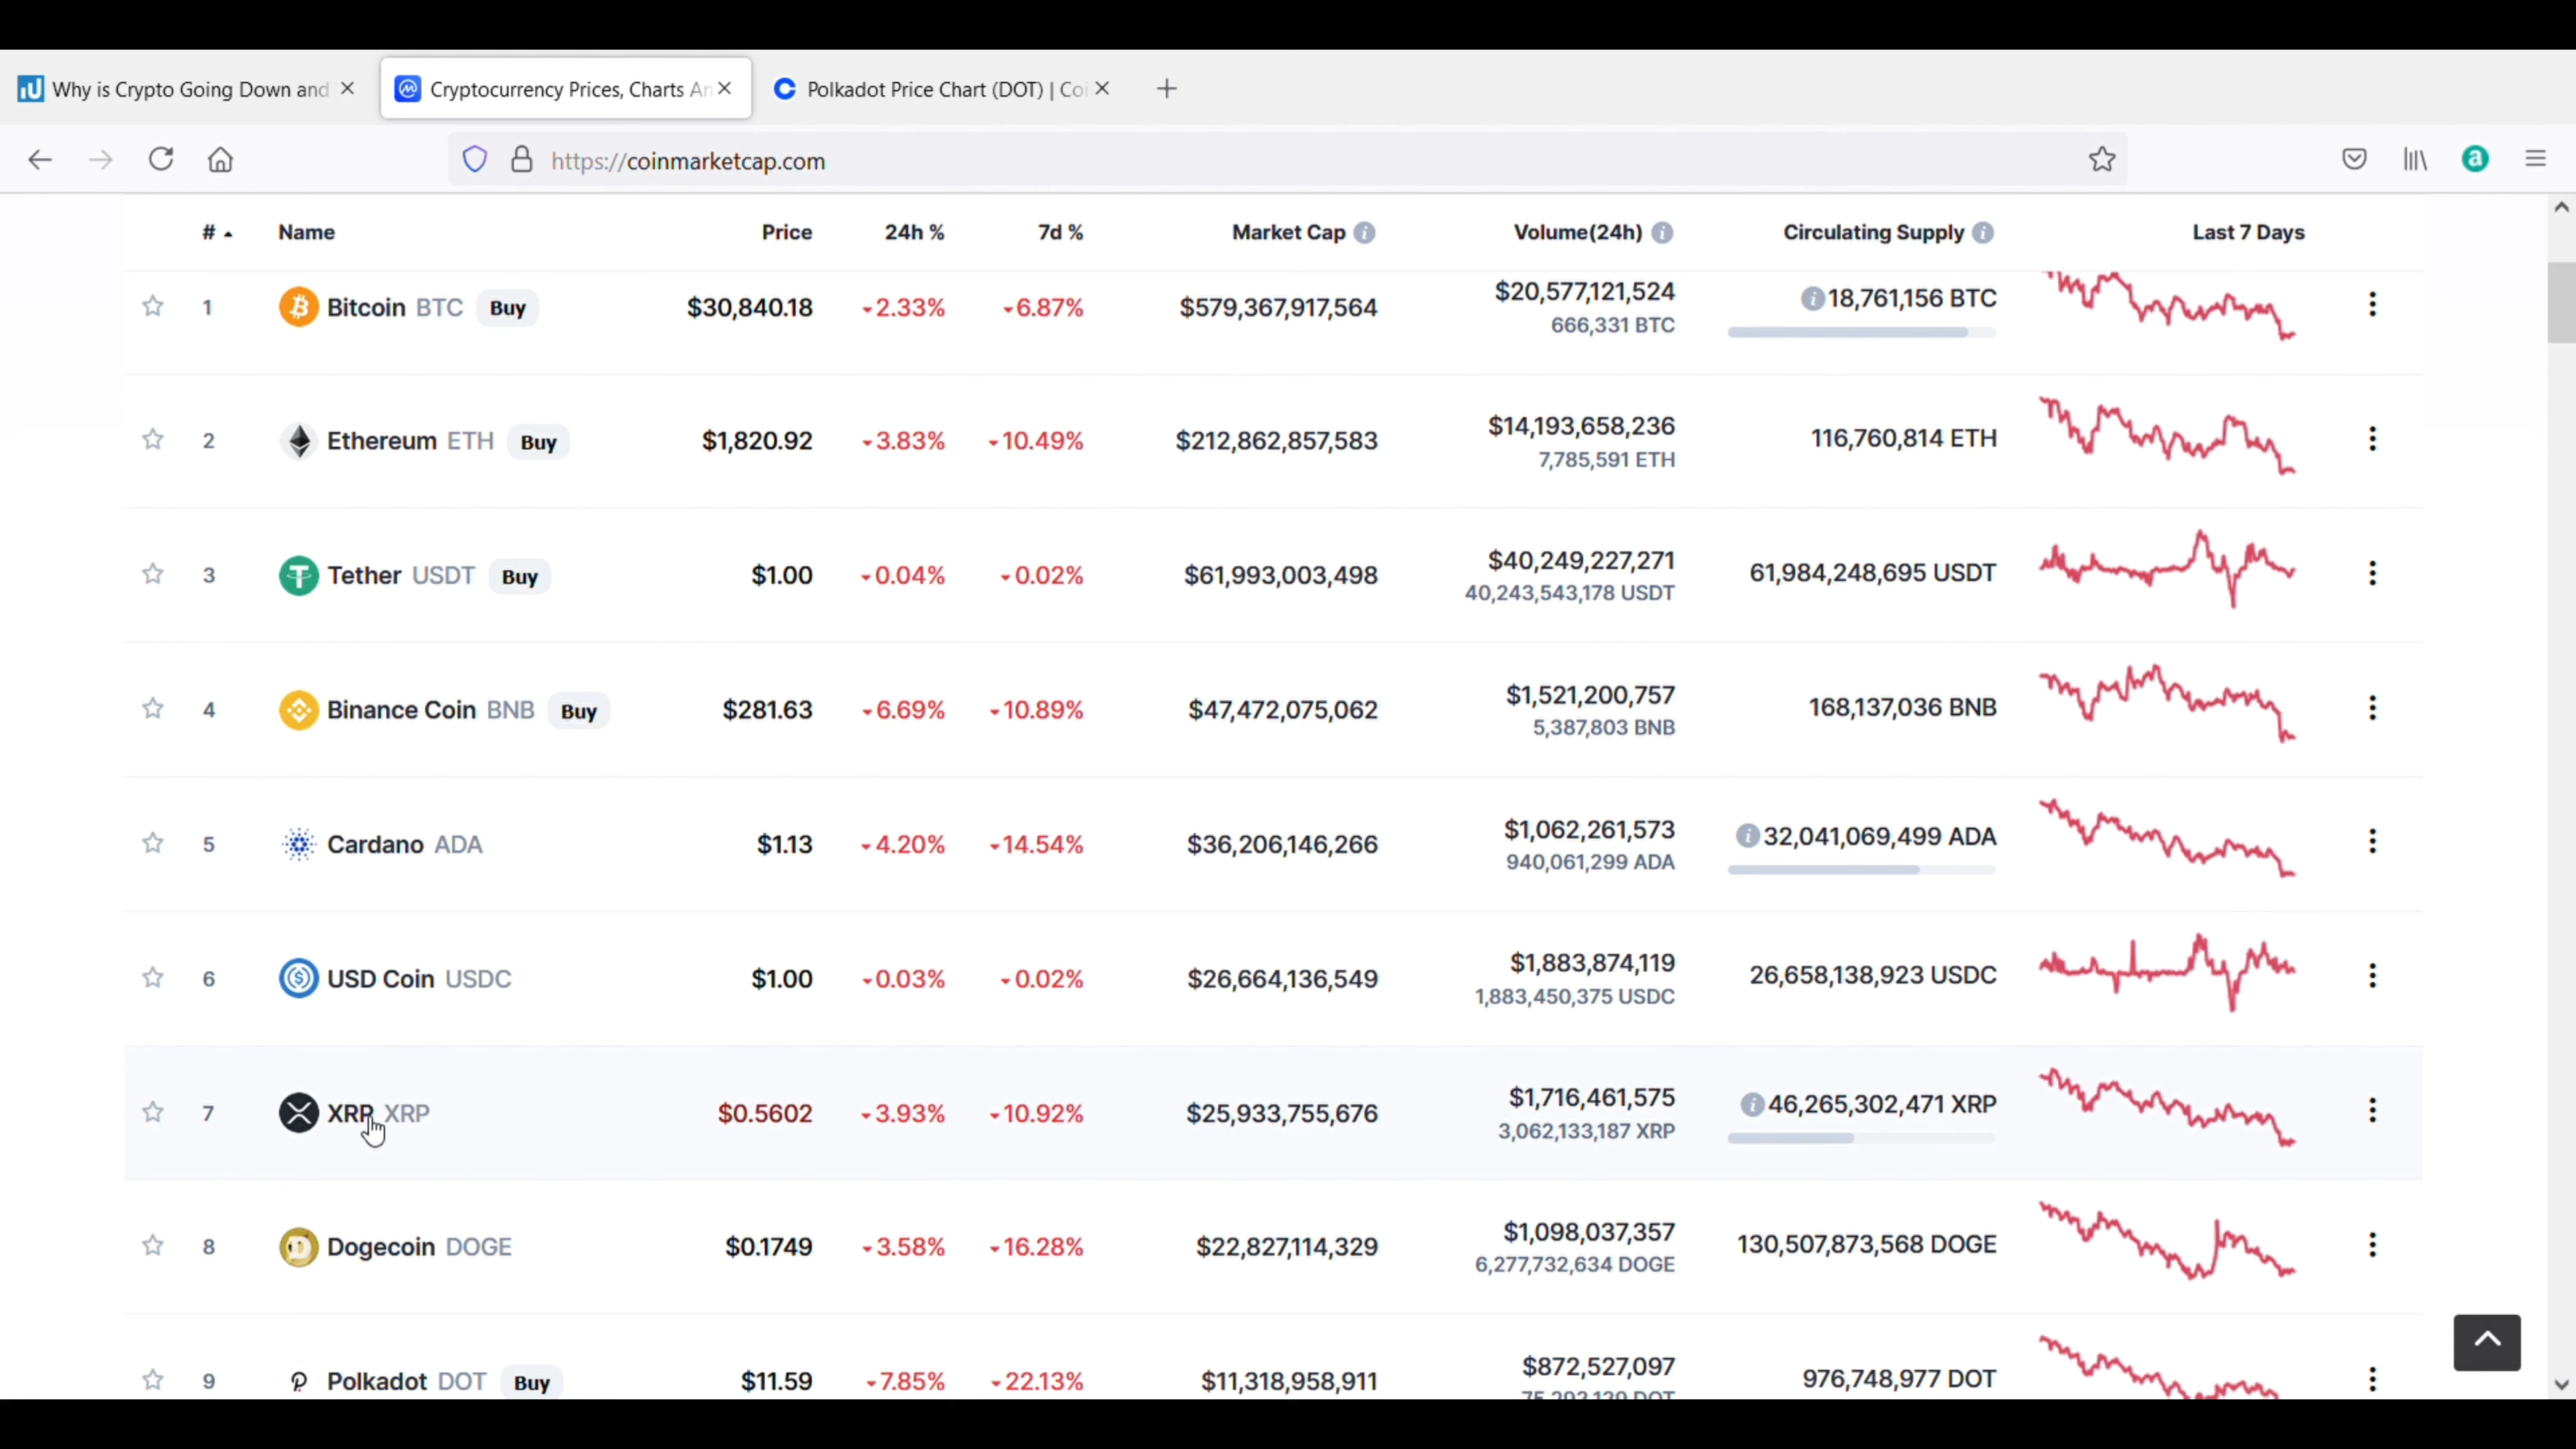 Why is Crypto Going Down and
Cryptocurrency Prices, Charts An
Polkadot Price Chart (DOT) | Coi
https://coinmarketcap.com
# Name Price 24h % 7d % Market Cap Volume(24h) Circulating Supply Last 7 Days
1 Bitcoin BTC Buy $30,840.18 2.33% 6.87% $579,367,917,564 $20,577,121,524 18,761,156 BTC
666,331 BTC
2 Ethereum ETH Buy $1,820.92 3.83% 10.49% $212,862,857,583 $14,193,658,236 116,760,814 ETH
7,785,591 ETH
3 Tether USDT Buy $1.00 0.04% 0.02% $61,993,003,498 $40,249,227,271 61,984,248,695 USDT
40,243,543,178 USDT
4 Binance Coin BNB Buy $281.63 6.69% 10.89% $47,472,075,062 $1,521,200,757 168,137,036 BNB
5,387,803 BNB
5 Cardano ADA $1.13 4.20% 14.54% $36,206,146,266 $1,062,261,573 32,041,069,499 ADA
940,061,299 ADA
6 USD Coin USDC $1.00 0.03% 0.02% $26,664,136,549 $1,883,874,119 26,658,138,923 USDC
1,883,450,375 USDC
7 XRP XRP $0.5602 3.93% 10.92% $25,933,755,676 $1,716,461,575 46,265,302,471 XRP
3,062,133,187 XRP
8 Dogecoin DOGE $0.1749 3.58% 16.28% $22,827,114,329 $1,098,037,357 130,507,873,568 DOGE
6,277,732,634 DOGE
9 Polkadot DOT Buy $11.59 7.85% 22.13% $11,318,958,911 $872,527,097 976,748,977 DOT